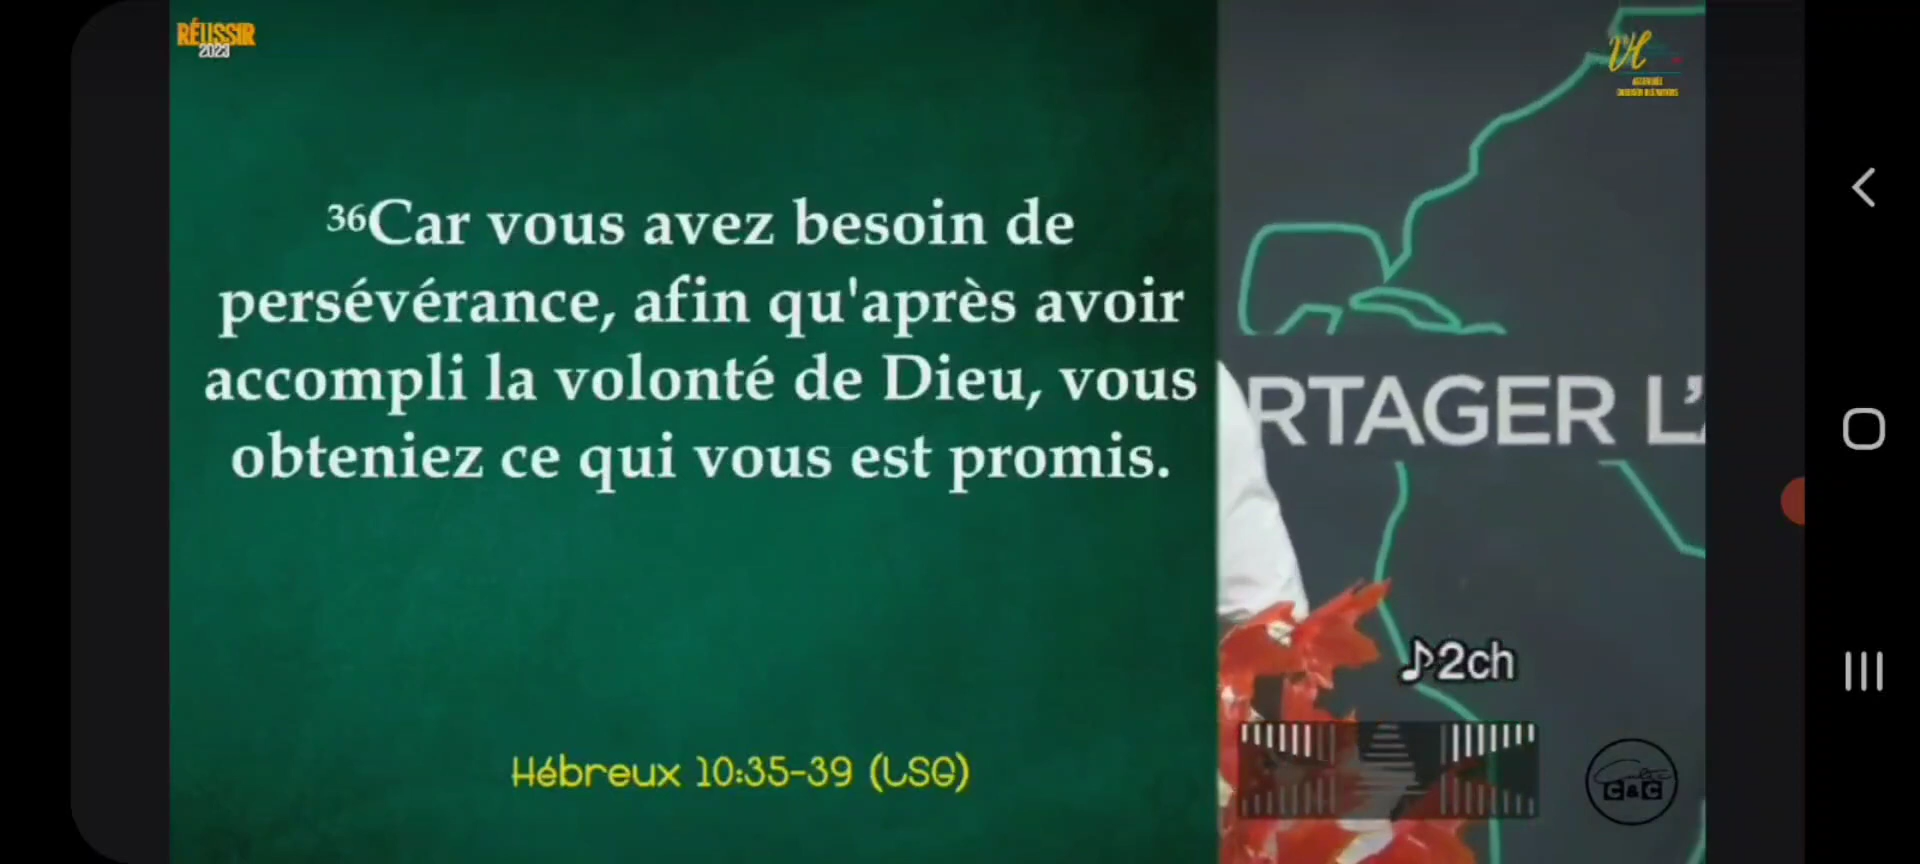 RÉUSSIR
2023
36Car vous avez besoin de
persévérance, afin qu'après avoir
accompli la volonté de Dieu, vous
obteniez ce qui vous est promis.
Hébreux 10:35-39 (LSG)
RTAGER L'
♪2ch
C&C